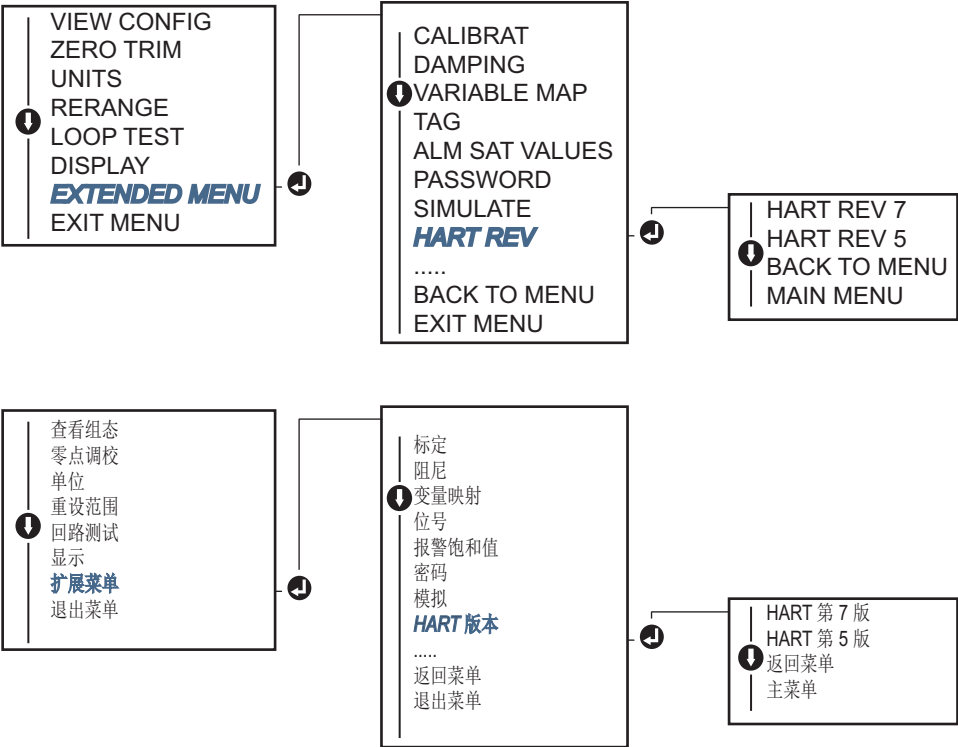 VIEW CONFIG
ZERO TRIM
UNITS
RERANGE
LOOP TEST
DISPLAY
EXTENDED MENU
EXIT MENU
CALIBRAT
DAMPING
VARIABLE MAP
TAG
ALM SAT VALUES
PASSWORD
SIMULATE
HART REV
.....
BACK TO MENU
EXIT MENU
HART REV 7
HART REV 5
BACK TO MENU
MAIN MENU
查看组态
零点调校
单位
重设范围
回路测试
显示
扩展菜单
退出菜单
标定
阻尼
变量映射
位号
报警饱和值
密码
模拟
HART 版本
.....
返回菜单
退出菜单
HART 第 7 版
HART 第 5 版
返回菜单
主菜单